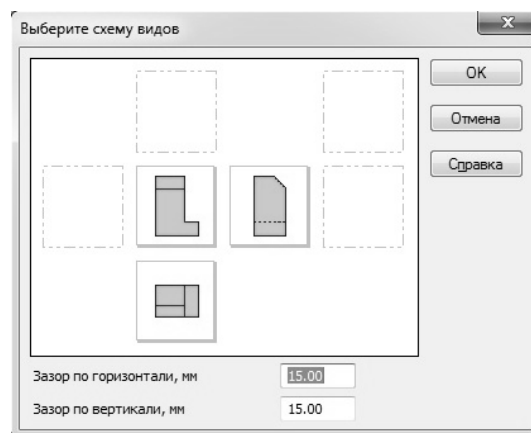 Выберите схему видов
OK
Отмена
Справка
Зазор по горизонтали, мм 15.00
Зазор по вертикали, мм 15.00